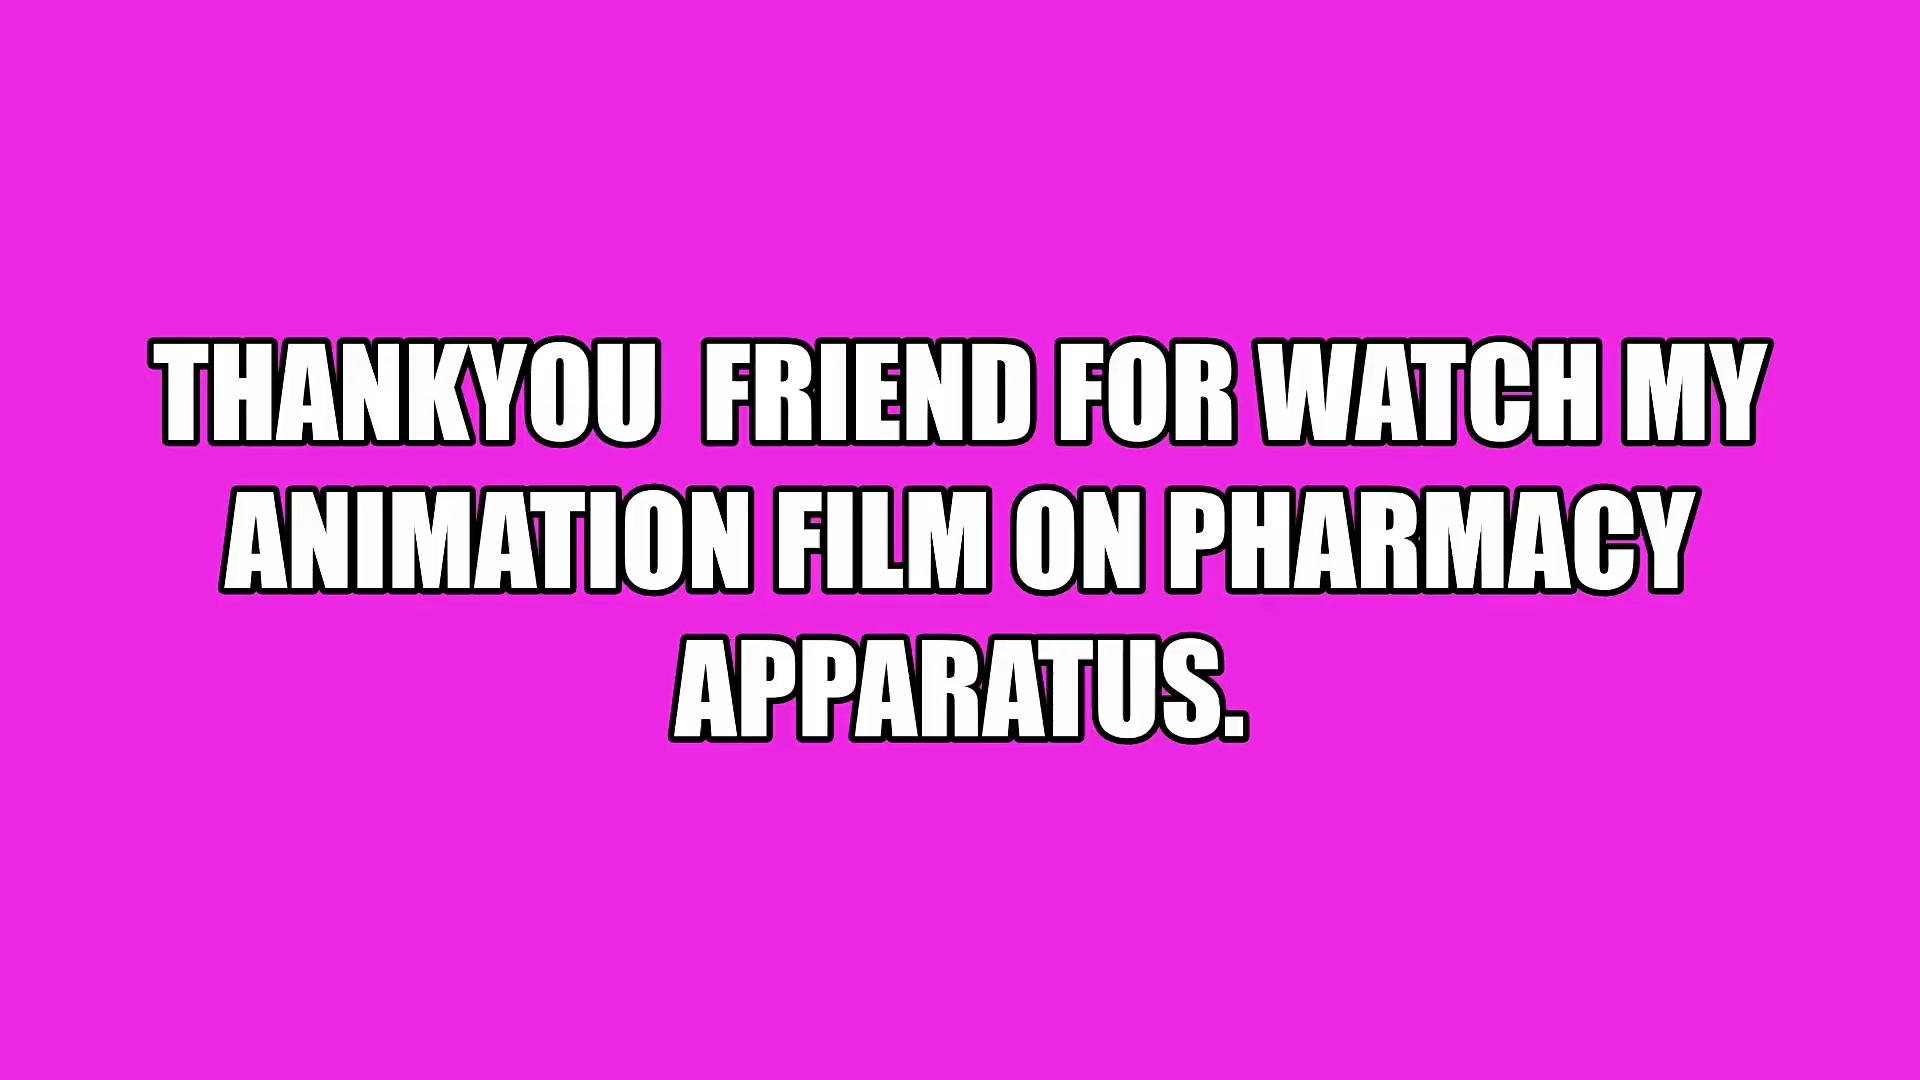 THANKYOU  FRIEND FOR WATCH MY
ANIMATION FILM ON PHARMACY
APPARATUS.